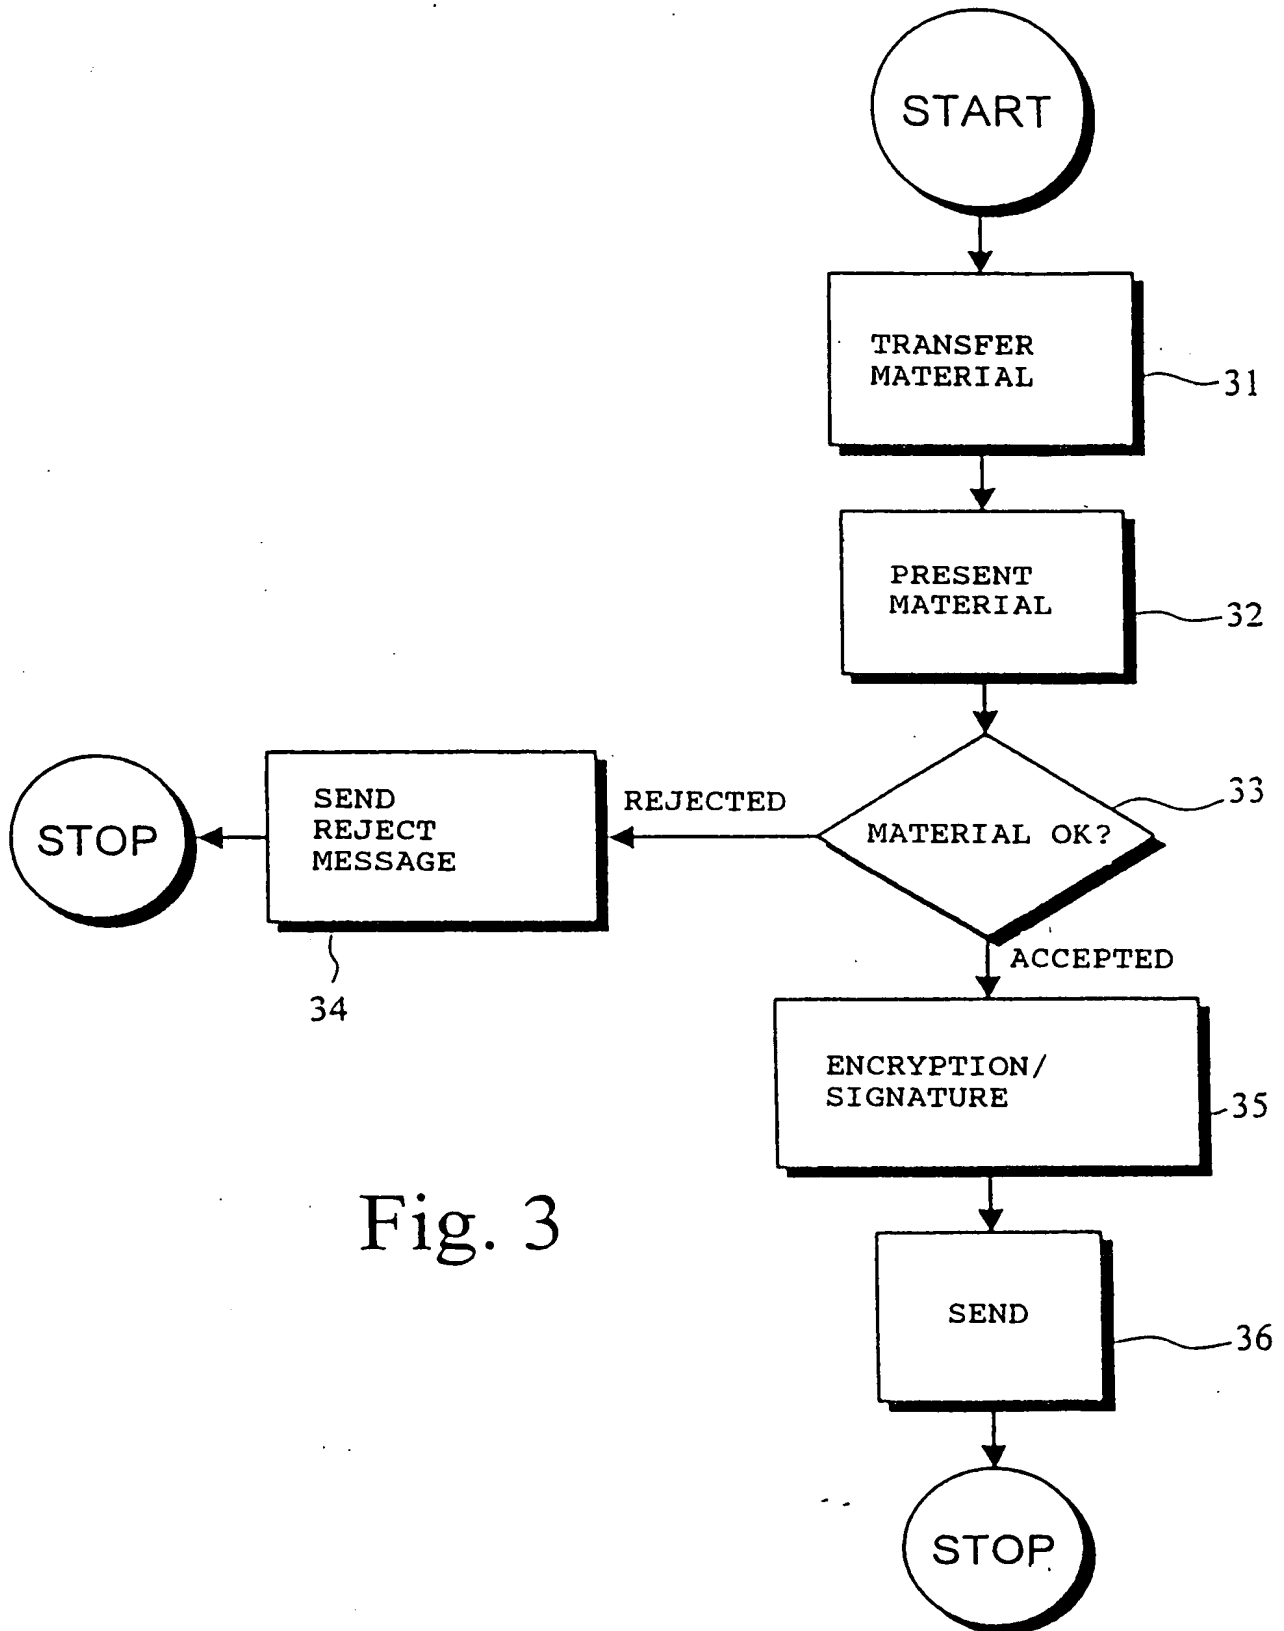 START
TRANSFER
MATERIAL
31
PRESENT
MATERIAL
32
33
MATERIAL OK?
REJECTED
SEND
REJECT
MESSAGE
STOP
34
ACCEPTED
ENCRYPTION/
SIGNATURE
35
Fig. 3
SEND
36
STOP